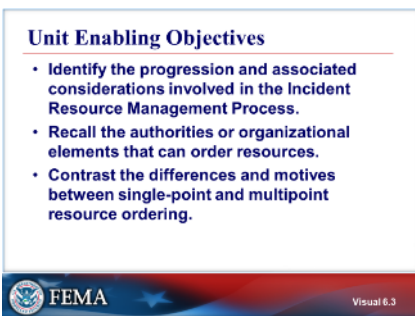 Unit Enabling Objectives
• Identify the progression and associated
considerations involved in the Incident
Resource Management Process.
• Recall the authorities or organizational
elements that can order resources.
• Contrast the differences and motives
between single-point and multipoint
resource ordering.
FEMA
Visual 6.3